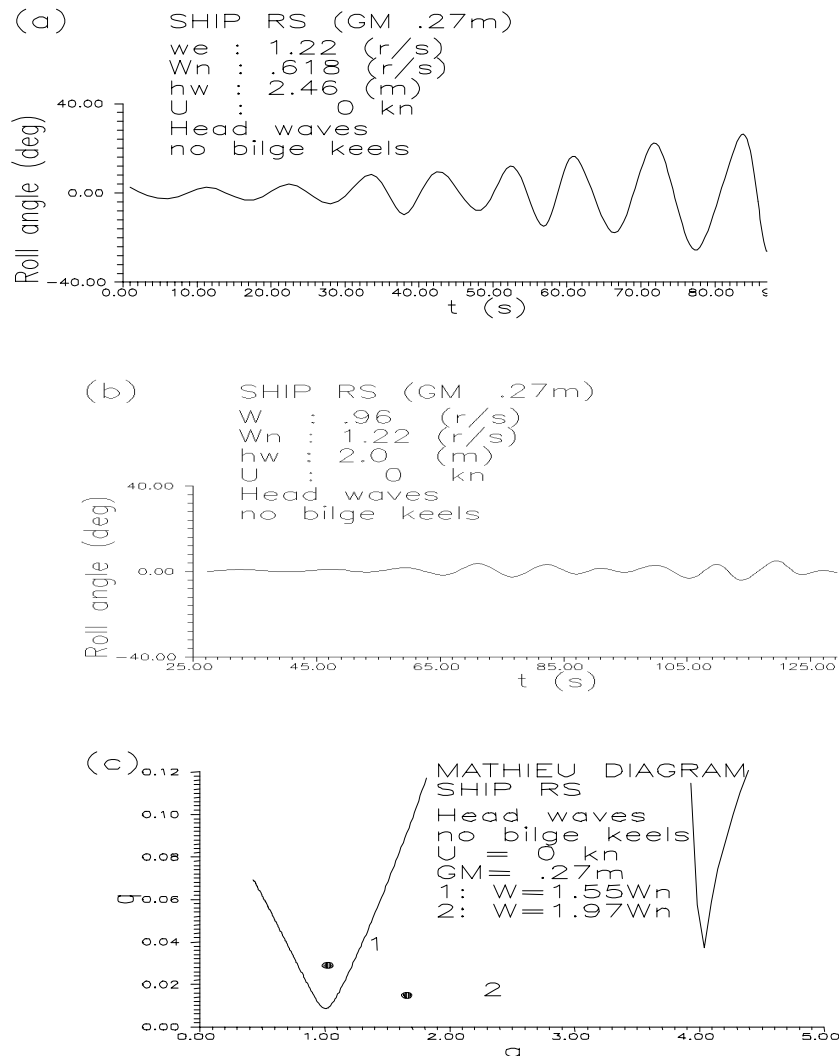 (a) SHIP RS (GM .27m)
we : 1.22 (r/s)
Wn : .618 (r/s)
hw : 2.46 (m)
U : 0 kn
Head waves
no bilge keels
40.00
0.00
-40.00
Roll angle (deg)
0.00 10.00 20.00 30.00 40.00 50.00 60.00 70.00 80.00 9
t (s)
(b) SHIP RS (GM .27m)
W : .96 (r/s)
Wn : 1.22 (r/s)
hw : 2.0 (m)
U : 0 kn
Head waves
no bilge keels
40.00
0.00
-40.00
Roll angle (deg)
25.00 45.00 65.00 85.00 105.00 125.00
t (s)
(c)
MATHIEU DIAGRAM
SHIP RS
Head waves
no bilge keels
U = 0 kn
GM= .27m
1: W=1.55Wn
2: W=1.97Wn
0.12
0.10
0.08
0.06
0.04
0.02
0.00
q
1
2
0.00 1.00 2.00 3.00 4.00 5.00
a